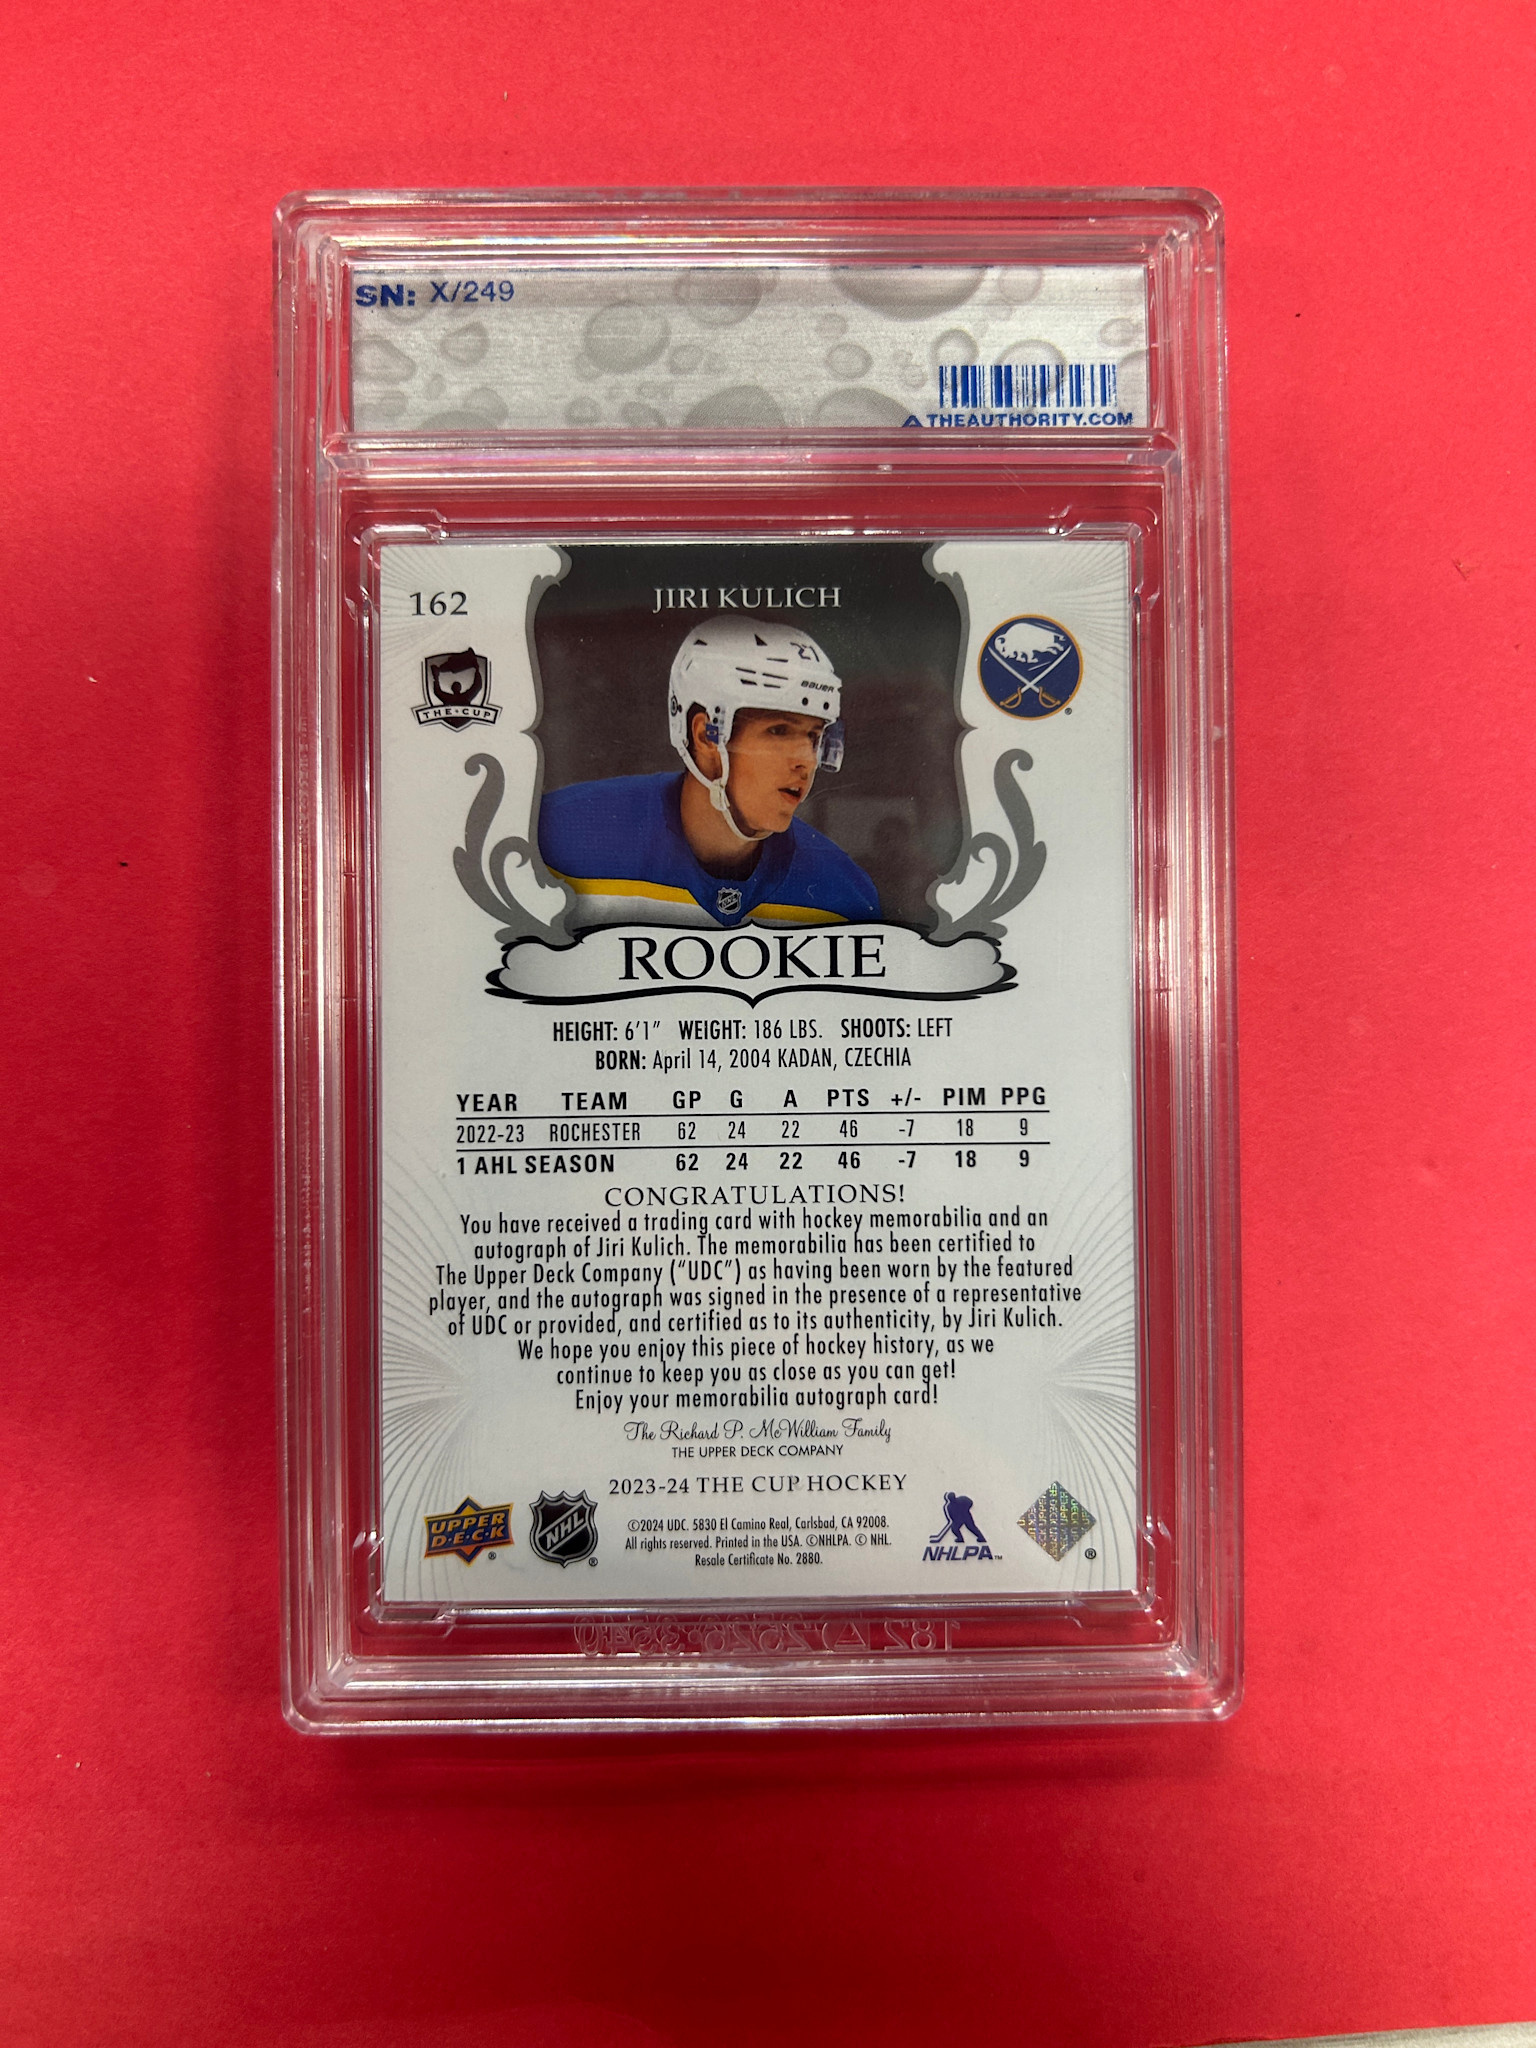 SN: X/249
THEAUTHORITY.COM
162
JIRI KULICH
27
BAUER
THE CUP
ROOKIE
HEIGHT: 6'1" WEIGHT: 186 LBS. SHOOTS: LEFT
BORN: April 14, 2004 KADAN, CZECHIA
YEAR TEAM GP G A PTS +/- PIM PPG
2022-23 ROCHESTER 62 24 22 46 -7 18 9
1 AHL SEASON 62 24 22 46 -7 18 9
CONGRATULATIONS!
You have received a trading card with hockey memorabilia and an
autograph of Jiri Kulich. The memorabilia has been certified to
The Upper Deck Company ("UDC") as having been worn by the featured
player, and the autograph was signed in the presence of a representative
of UDC or provided, and certified as to its authenticity, by Jiri Kulich.
We hope you enjoy this piece of hockey history, as we
continue to keep you as close as you can get!
Enjoy your memorabilia autograph card!
The Richard P. McWilliam Family
THE UPPER DECK COMPANY
2023-24 THE CUP HOCKEY
©2024 UDC. 5830 El Camino Real, Carlsbad, CA 92008.
All rights reserved. Printed in the USA. ©NHLPA. © NHL.
Resale Certificate No. 2880.
UPPER
D·E·C·K ®
NHL ®
NHLPA™
®